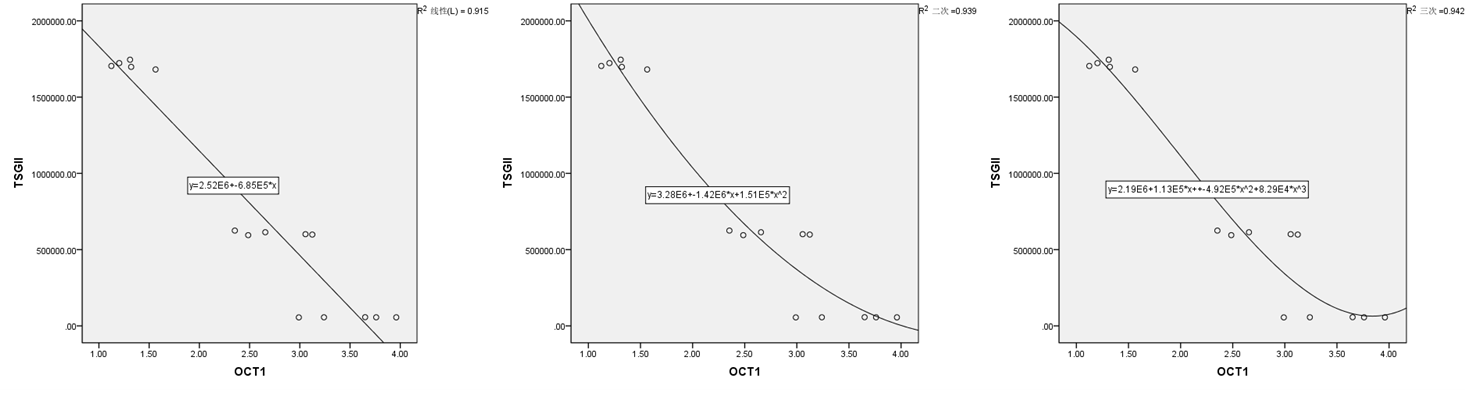 R² 线性(L) = 0.915
2000000.00
1500000.00
1000000.00
500000.00
.00
TSGII
y=2.52E6+-6.85E5*x
1.00 1.50 2.00 2.50 3.00 3.50 4.00
OCT1
R² 二次 =0.939
2000000.00
1500000.00
1000000.00
500000.00
.00
TSGII
y=3.28E6+-1.42E6*x+1.51E5*x^2
1.00 1.50 2.00 2.50 3.00 3.50 4.00
OCT1
R² 三次 =0.942
2000000.00
1500000.00
1000000.00
500000.00
.00
TSGII
y=2.19E6+1.13E5*x++-4.92E5*x^2+8.29E4*x^3
1.00 1.50 2.00 2.50 3.00 3.50 4.00
OCT1